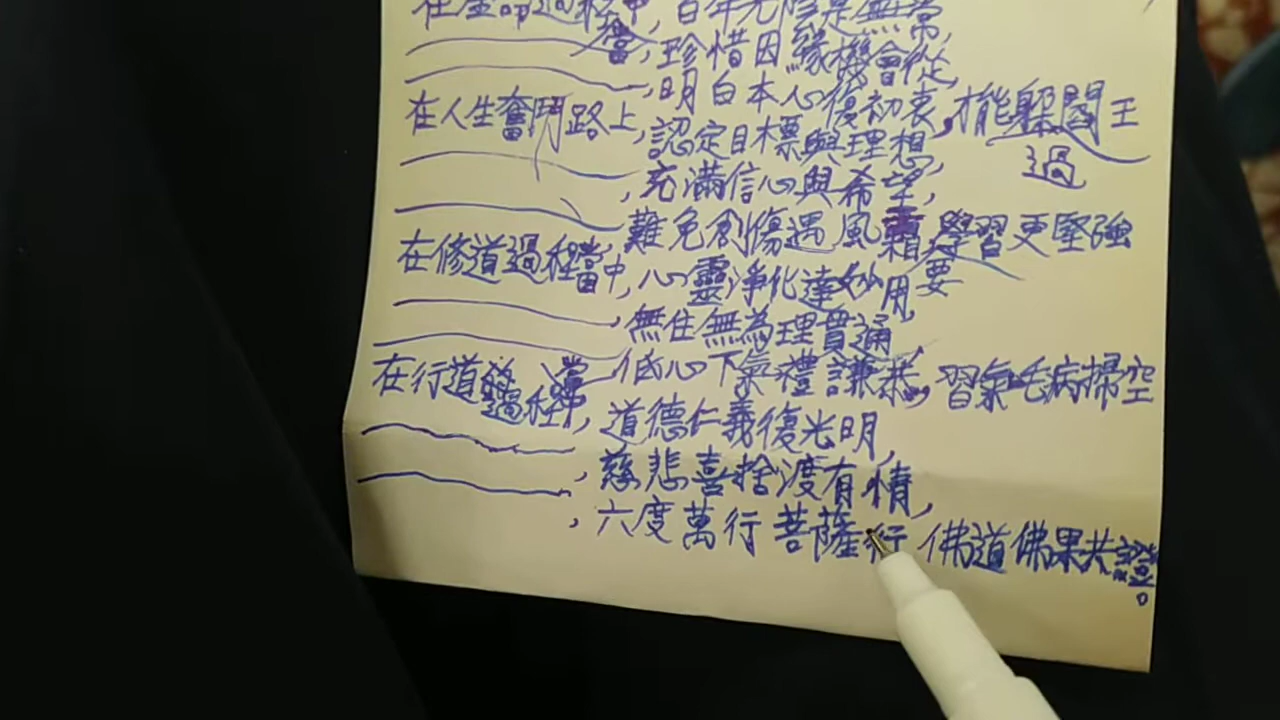 在生命過程當中,百年光陰是無常,
,珍惜因緣機會從
,明白本心復初衷,才能躲閻王過
在人生奮鬥路上,認定目標與理想,
,充滿信心與希望,
,難免創傷遇風霜,要學習更堅強
在修道過程當中,心靈淨化達妙用,
,無住無為理貫通,
低心下氣禮謙恭,習氣毛病掃空
在行道過程當中,道德仁義復光明,
,慈悲喜捨渡有情,
,六度萬行菩薩行 佛道佛果共證。